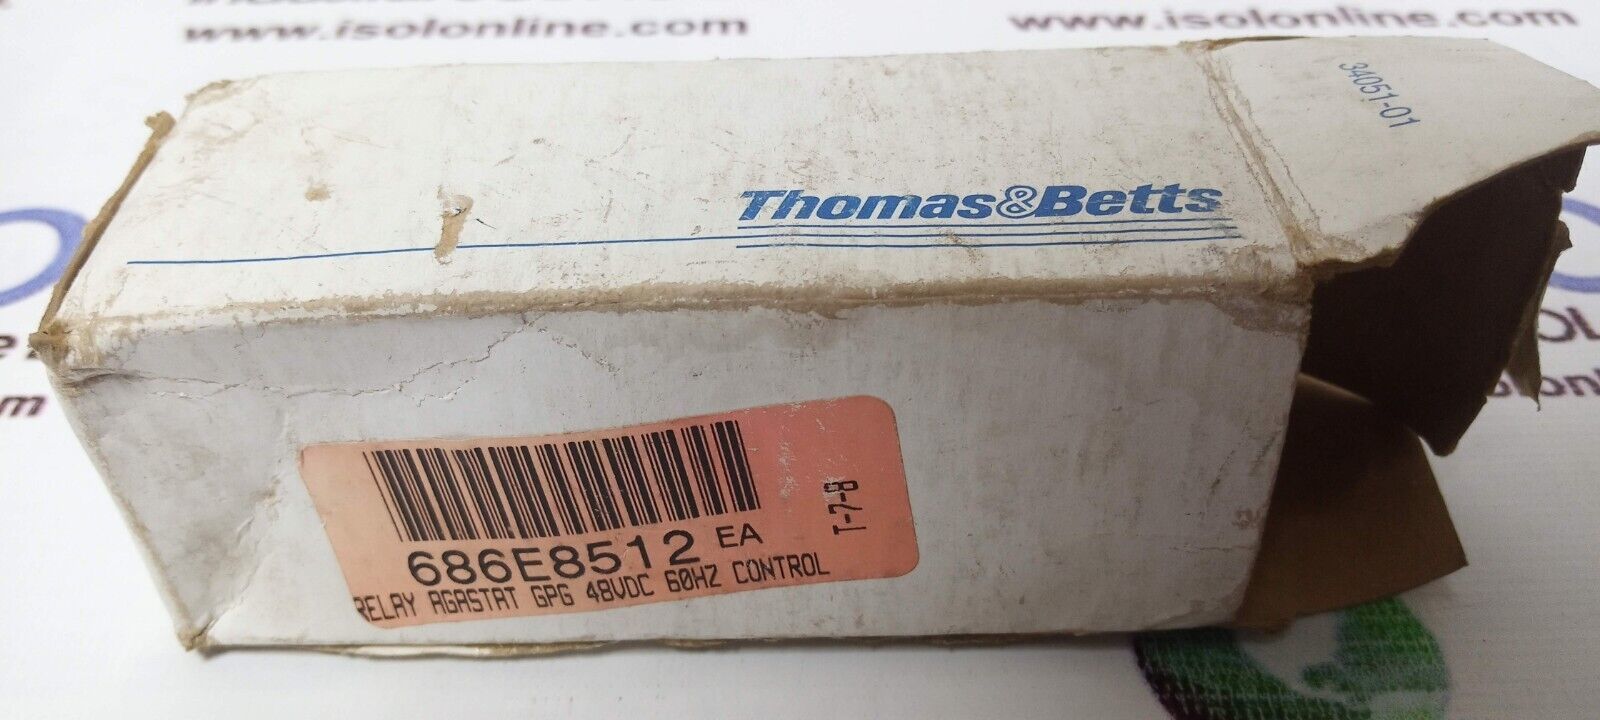 www.isolonline.com
www.isolonline.com
34051-01
Thomas&Betts
686E8512 EA
T-7-8
RELAY AGASTAT GPG 48VDC 60HZ CONTROL